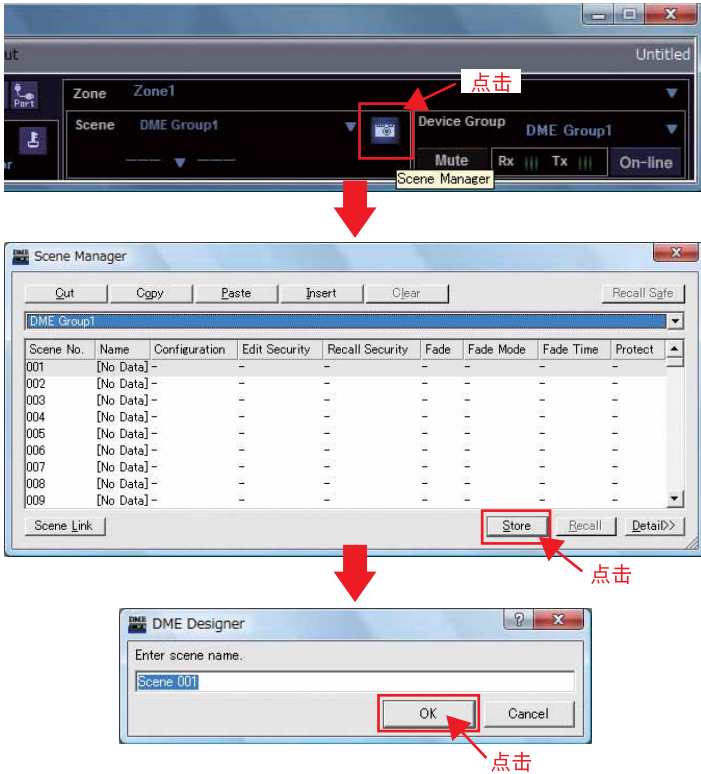 ut Untitled
Port Zone Zone1
点击
Scene DME Group1 Device Group DME Group1
or --- ▼ --- Mute Rx Tx On-line
Scene Manager
DME Scene Manager
Cut Copy Paste Insert Clear Recall Safe
DME Group1
Scene No. Name Configuration Edit Security Recall Security Fade Fade Mode Fade Time Protect
001 [No Data] - - - - - - -
002 [No Data] - - - - - - -
003 [No Data] - - - - - - -
004 [No Data] - - - - - - -
005 [No Data] - - - - - - -
006 [No Data] - - - - - - -
007 [No Data] - - - - - - -
008 [No Data] - - - - - - -
009 [No Data] - - - - - - -
Scene Link Store Recall Detail>>
点击
DME DME Designer
Enter scene name.
Scene 001
OK Cancel
点击